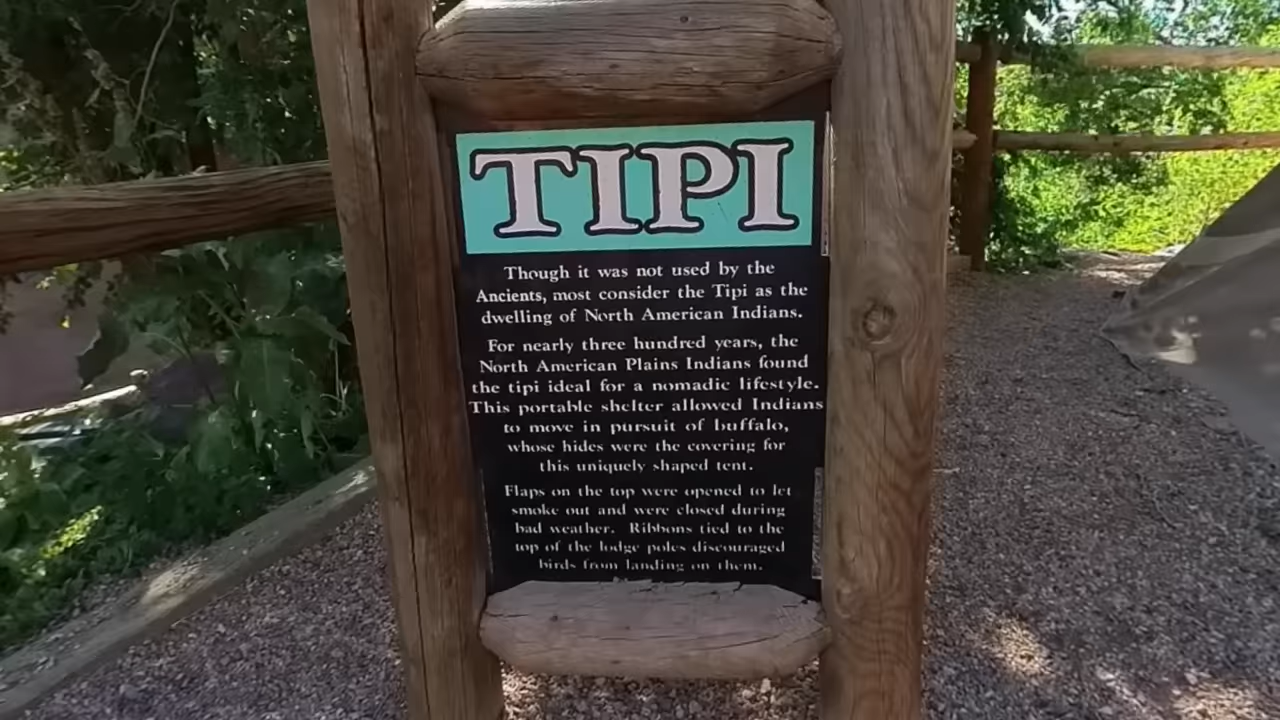 TIPI
Though it was not used by the
Ancients, most consider the Tipi as the
dwelling of North American Indians.
For nearly three hundred years, the
North American Plains Indians found
the tipi ideal for a nomadic lifestyle.
This portable shelter allowed Indians
to move in pursuit of buffalo,
whose hides were the covering for
this uniquely shaped tent.
Flaps on the top were opened to let
smoke out and were closed during
bad weather. Ribbons tied to the
top of the lodge poles discouraged
birds from landing on them.